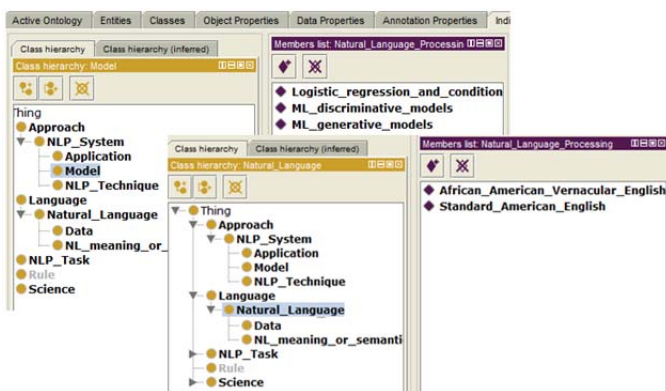 Active Ontology Entities Classes Object Properties Data Properties Annotation Properties
Class hierarchy Class hierarchy (inferred)
Class hierarchy: Model
Thing
Approach
NLP_System
Application
Model
NLP_Technique
Language
Natural_Language
Data
NL_meaning_or_
NLP_Task
Rule
Science
Members list: Natural_Language_Processin
Logistic_regression_and_condition
ML_discriminative_models
ML_generative_models
Class hierarchy Class hierarchy (inferred)
Class hierarchy: Natural_Language
Thing
Approach
NLP_System
Application
Model
NLP_Technique
Language
Natural_Language
Data
NL_meaning_or_semanti
NLP_Task
Rule
Science
Members list: Natural_Language_Processing
African_American_Vernacular_English
Standard_American_English